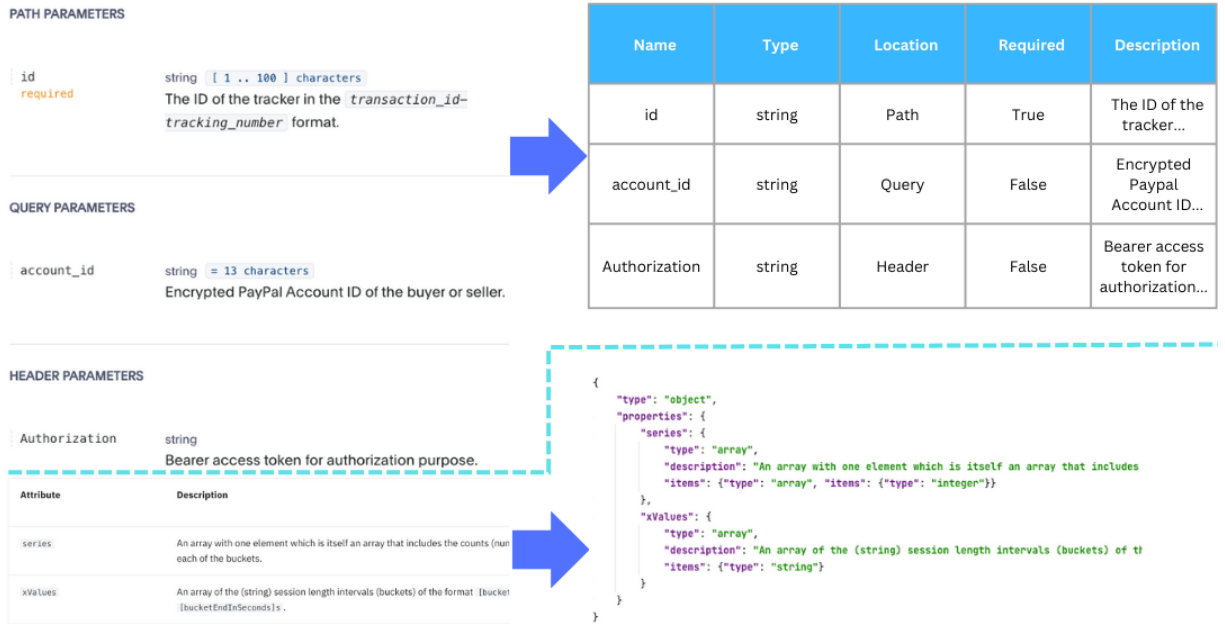 PATH PARAMETERS
id
required
string [ 1 .. 100 ] characters
The ID of the tracker in the transaction_id-
tracking_number format.
QUERY PARAMETERS
account_id
string = 13 characters
Encrypted PayPal Account ID of the buyer or seller.
HEADER PARAMETERS
Authorization
string
Bearer access token for authorization purpose.
Name Type Location Required Description
id string Path True The ID of the
tracker...
account_id string Query False Encrypted
Paypal
Account ID...
Authorization string Header False Bearer access
token for
authorization...
Attribute Description
series An array with one element which is itself an array that includes the counts (nu
each of the buckets.
xValues An array of the (string) session length intervals (buckets) of the format [bucket
[bucketEndInSeconds]s.
{
"type": "object",
"properties": {
"series": {
"type": "array",
"description": "An array with one element which is itself an array that includes
"items": {"type": "array", "items": {"type": "integer"}}
},
"xValues": {
"type": "array",
"description": "An array of the (string) session length intervals (buckets) of th
"items": {"type": "string"}
}
}
}